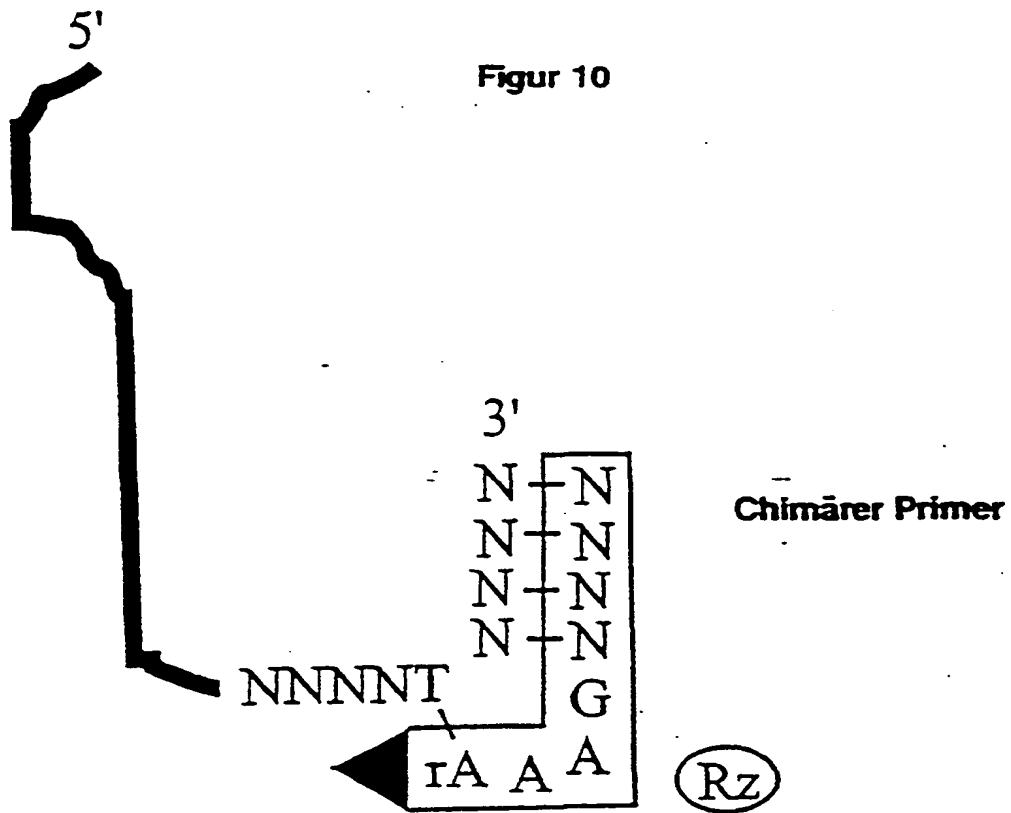 5'
Figur 10
3'
N N
N N
Chimärer Primer
N N
N N
NNNNT
G
rA A A
Rz